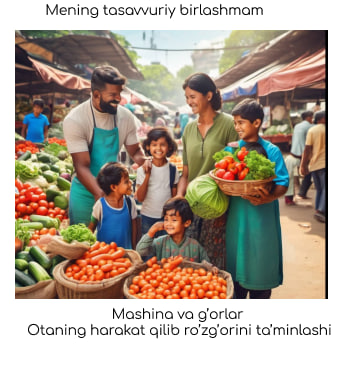 Mening tasavvuriy birlashmam
Mashina va g'orlar
Otaning harakat qilib ro'zg'orini ta'minlashi